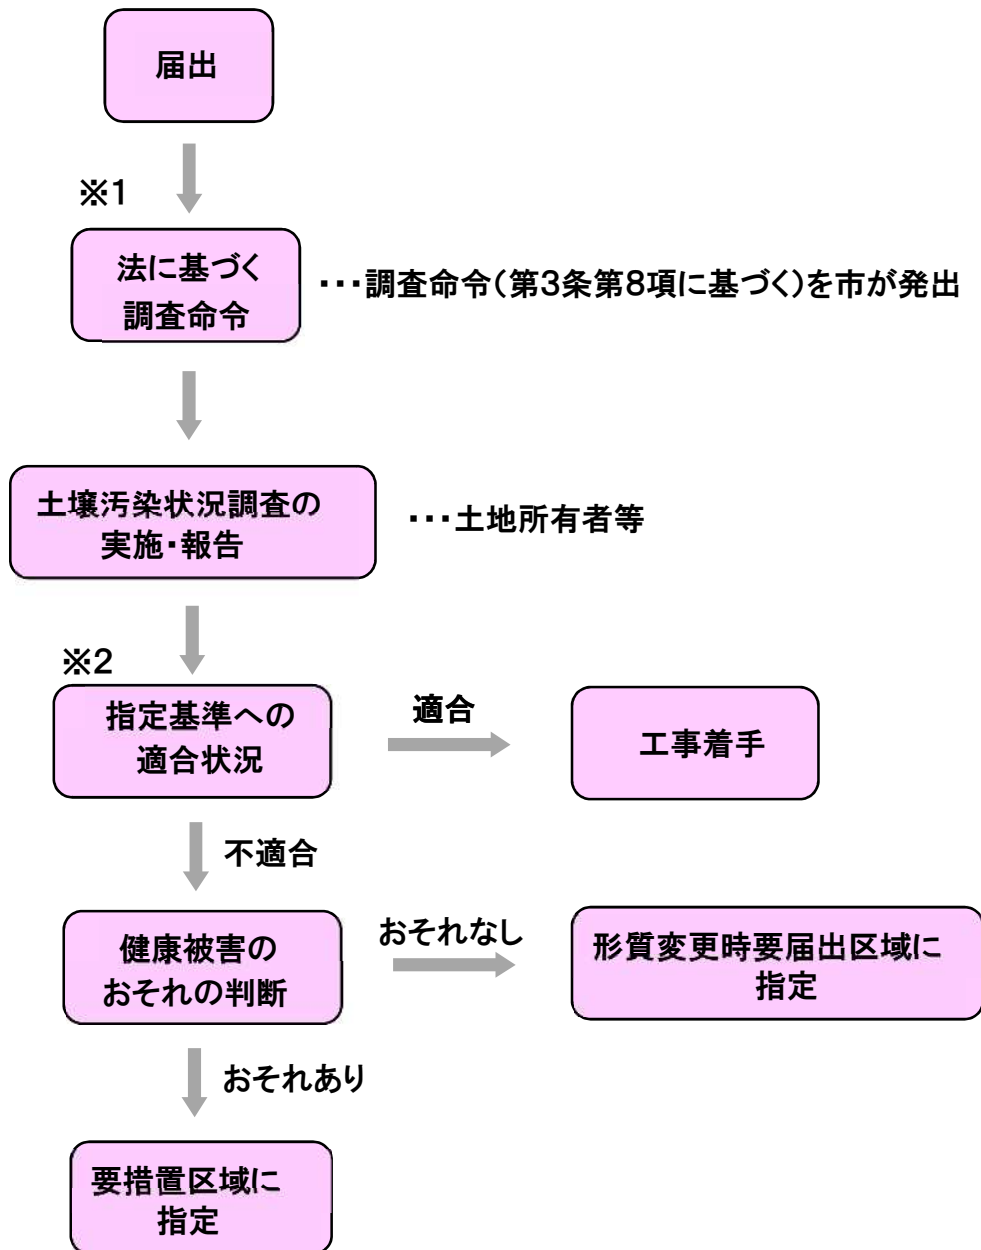 届出
※1
法に基づく
調査命令
･･･調査命令(第3条第8項に基づく)を市が発出
土壌汚染状況調査の
実施・報告
･･･土地所有者等
※2
指定基準への
適合状況
適合
工事着手
不適合
健康被害の
おそれの判断
おそれなし
形質変更時要届出区域に
指定
おそれあり
要措置区域に
指定